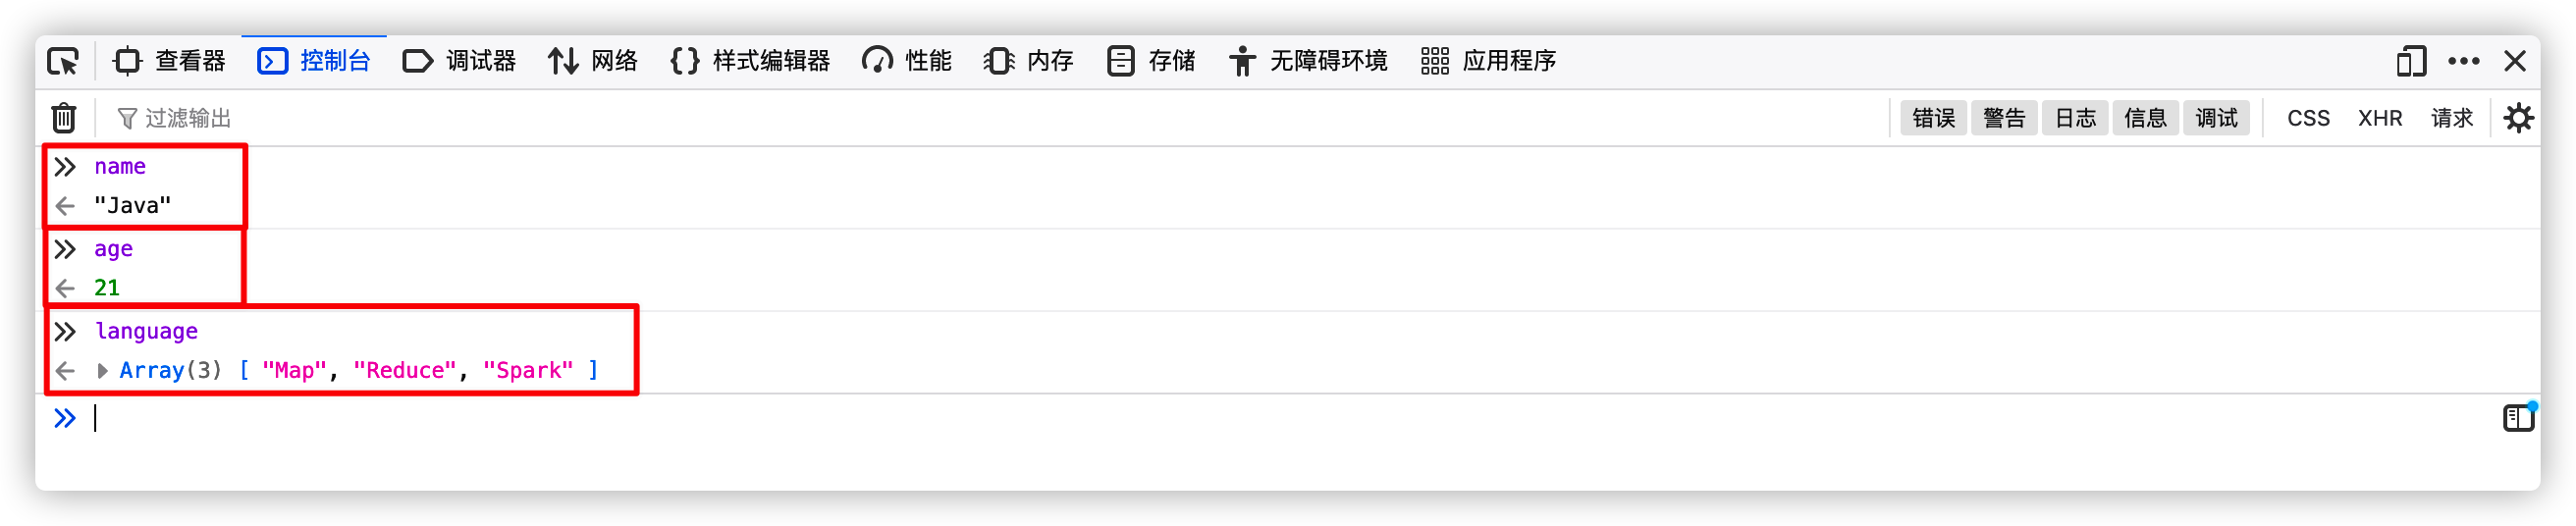 查看器 控制台 调试器 网络 样式编辑器 性能 内存 存储 无障碍环境 应用程序
过滤输出 错误 警告 日志 信息 调试 CSS XHR 请求
» name
← "Java"
» age
← 21
» language
← ▶ Array(3) [ "Map", "Reduce", "Spark" ]
»